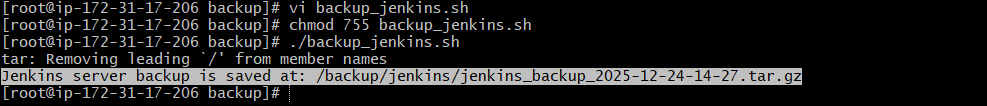 [root@ip-172-31-17-206 backup]# vi backup_jenkins.sh
[root@ip-172-31-17-206 backup]# chmod 755 backup_jenkins.sh
[root@ip-172-31-17-206 backup]# ./backup_jenkins.sh
tar: Removing leading `/' from member names
Jenkins server backup is saved at: /backup/jenkins/jenkins_backup_2025-12-24-14-27.tar.gz
[root@ip-172-31-17-206 backup]#